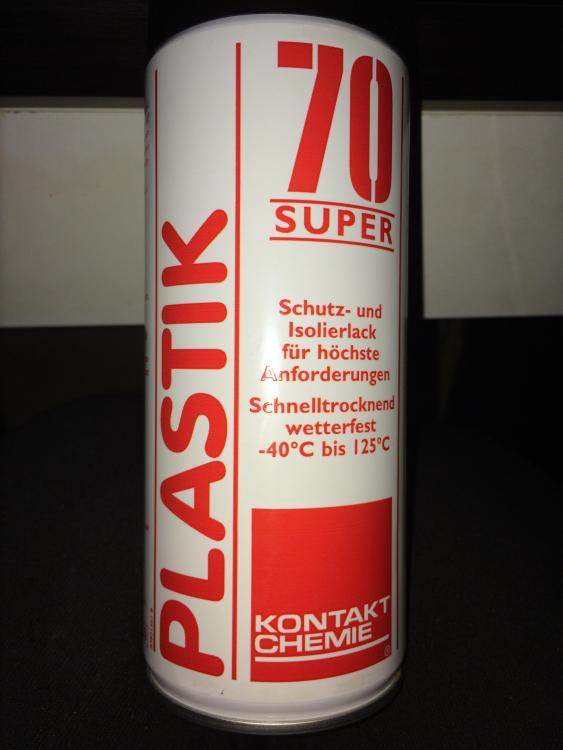 PLASTIK
70
SUPER
Schutz- und
Isolierlack
für höchste
Anforderungen
Schnelltrocknend
wetterfest
-40°C bis 125°C
KONTAKT
CHEMIE
®